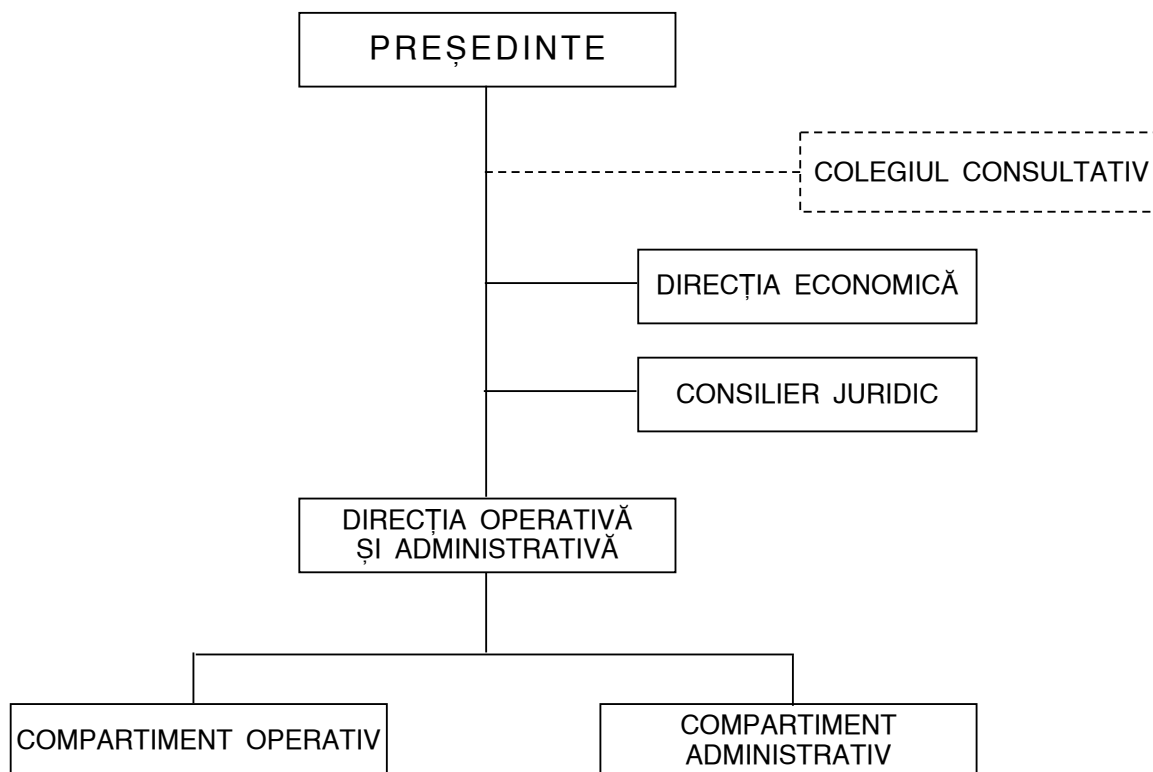 PREȘEDINTE
COLEGIUL CONSULTATIV
DIRECȚIA ECONOMICĂ
CONSILIER JURIDIC
DIRECȚIA OPERATIVĂ
ȘI ADMINISTRATIVĂ
COMPARTIMENT OPERATIV
COMPARTIMENT
ADMINISTRATIV